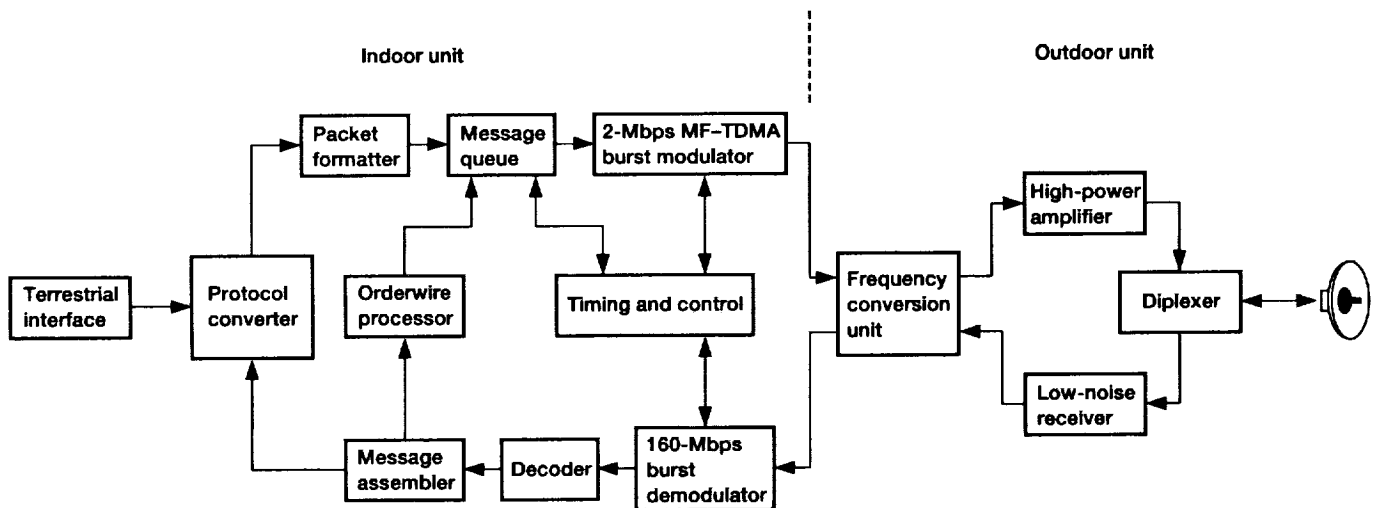 Indoor unit
Outdoor unit
Packet
formatter
Message
queue
2-Mbps MF–TDMA
burst modulator
High-power
amplifier
Terrestrial
interface
Protocol
converter
Orderwire
processor
Timing and control
Frequency
conversion
unit
Diplexer
Low-noise
receiver
Message
assembler
Decoder
160-Mbps
burst
demodulator